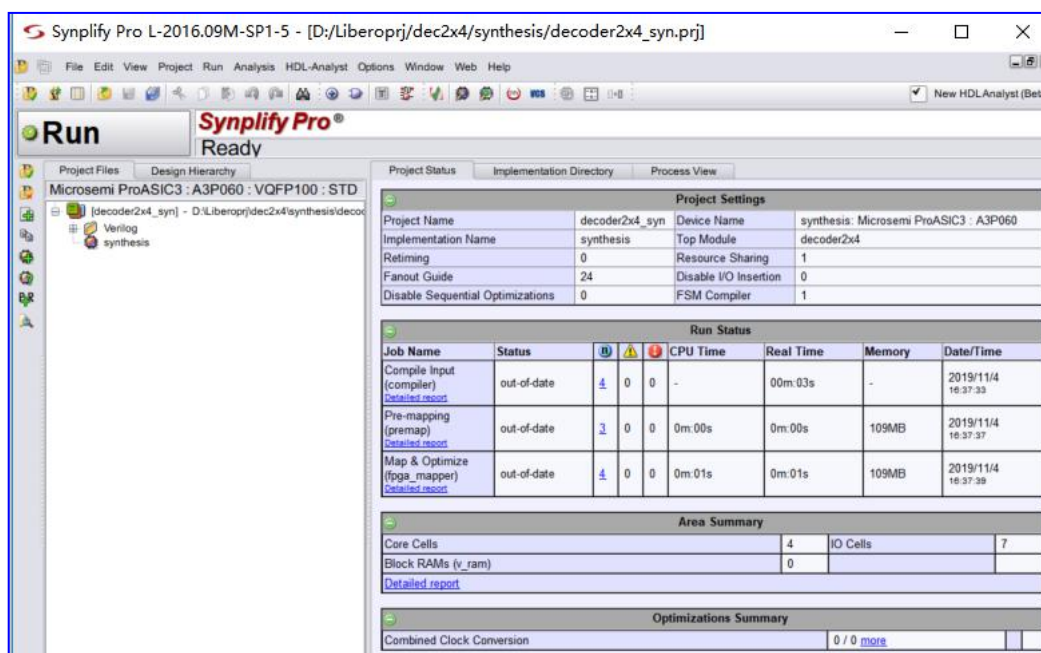 Synplify Pro L-2016.09M-SP1-5 - [D:/Liberoprj/dec2x4/synthesis/decoder2x4_syn.prj]
File Edit View Project Run Analysis HDL-Analyst Options Window Web Help
New HDLAnalyst (Bet
Run
Synplify Pro®
Ready
Project Files Design Hierarchy
Microsemi ProASIC3 : A3P060 : VQFP100 : STD
[decoder2x4_syn] - D:\Liberoprj\dec2x4\synthesis\decod
Verilog
synthesis
Project Status Implementation Directory Process View
Project Settings
Project Name decoder2x4_syn Device Name synthesis: Microsemi ProASIC3 : A3P060
Implementation Name synthesis Top Module decoder2x4
Retiming 0 Resource Sharing 1
Fanout Guide 24 Disable I/O Insertion 0
Disable Sequential Optimizations 0 FSM Compiler 1
Run Status
Job Name Status CPU Time Real Time Memory Date/Time
Compile Input
(compiler) out-of-date 4 0 0 - 00m:03s - 2019/11/4
Detailed report 16:37:33
Pre-mapping
(premap) out-of-date 3 0 0 0m:00s 0m:00s 109MB 2019/11/4
Detailed report 16:37:37
Map & Optimize
(fpga_mapper) out-of-date 4 0 0 0m:01s 0m:01s 109MB 2019/11/4
Detailed report 16:37:39
Area Summary
Core Cells 4 IO Cells 7
Block RAMs (v_ram) 0
Detailed report
Optimizations Summary
Combined Clock Conversion 0 / 0 more